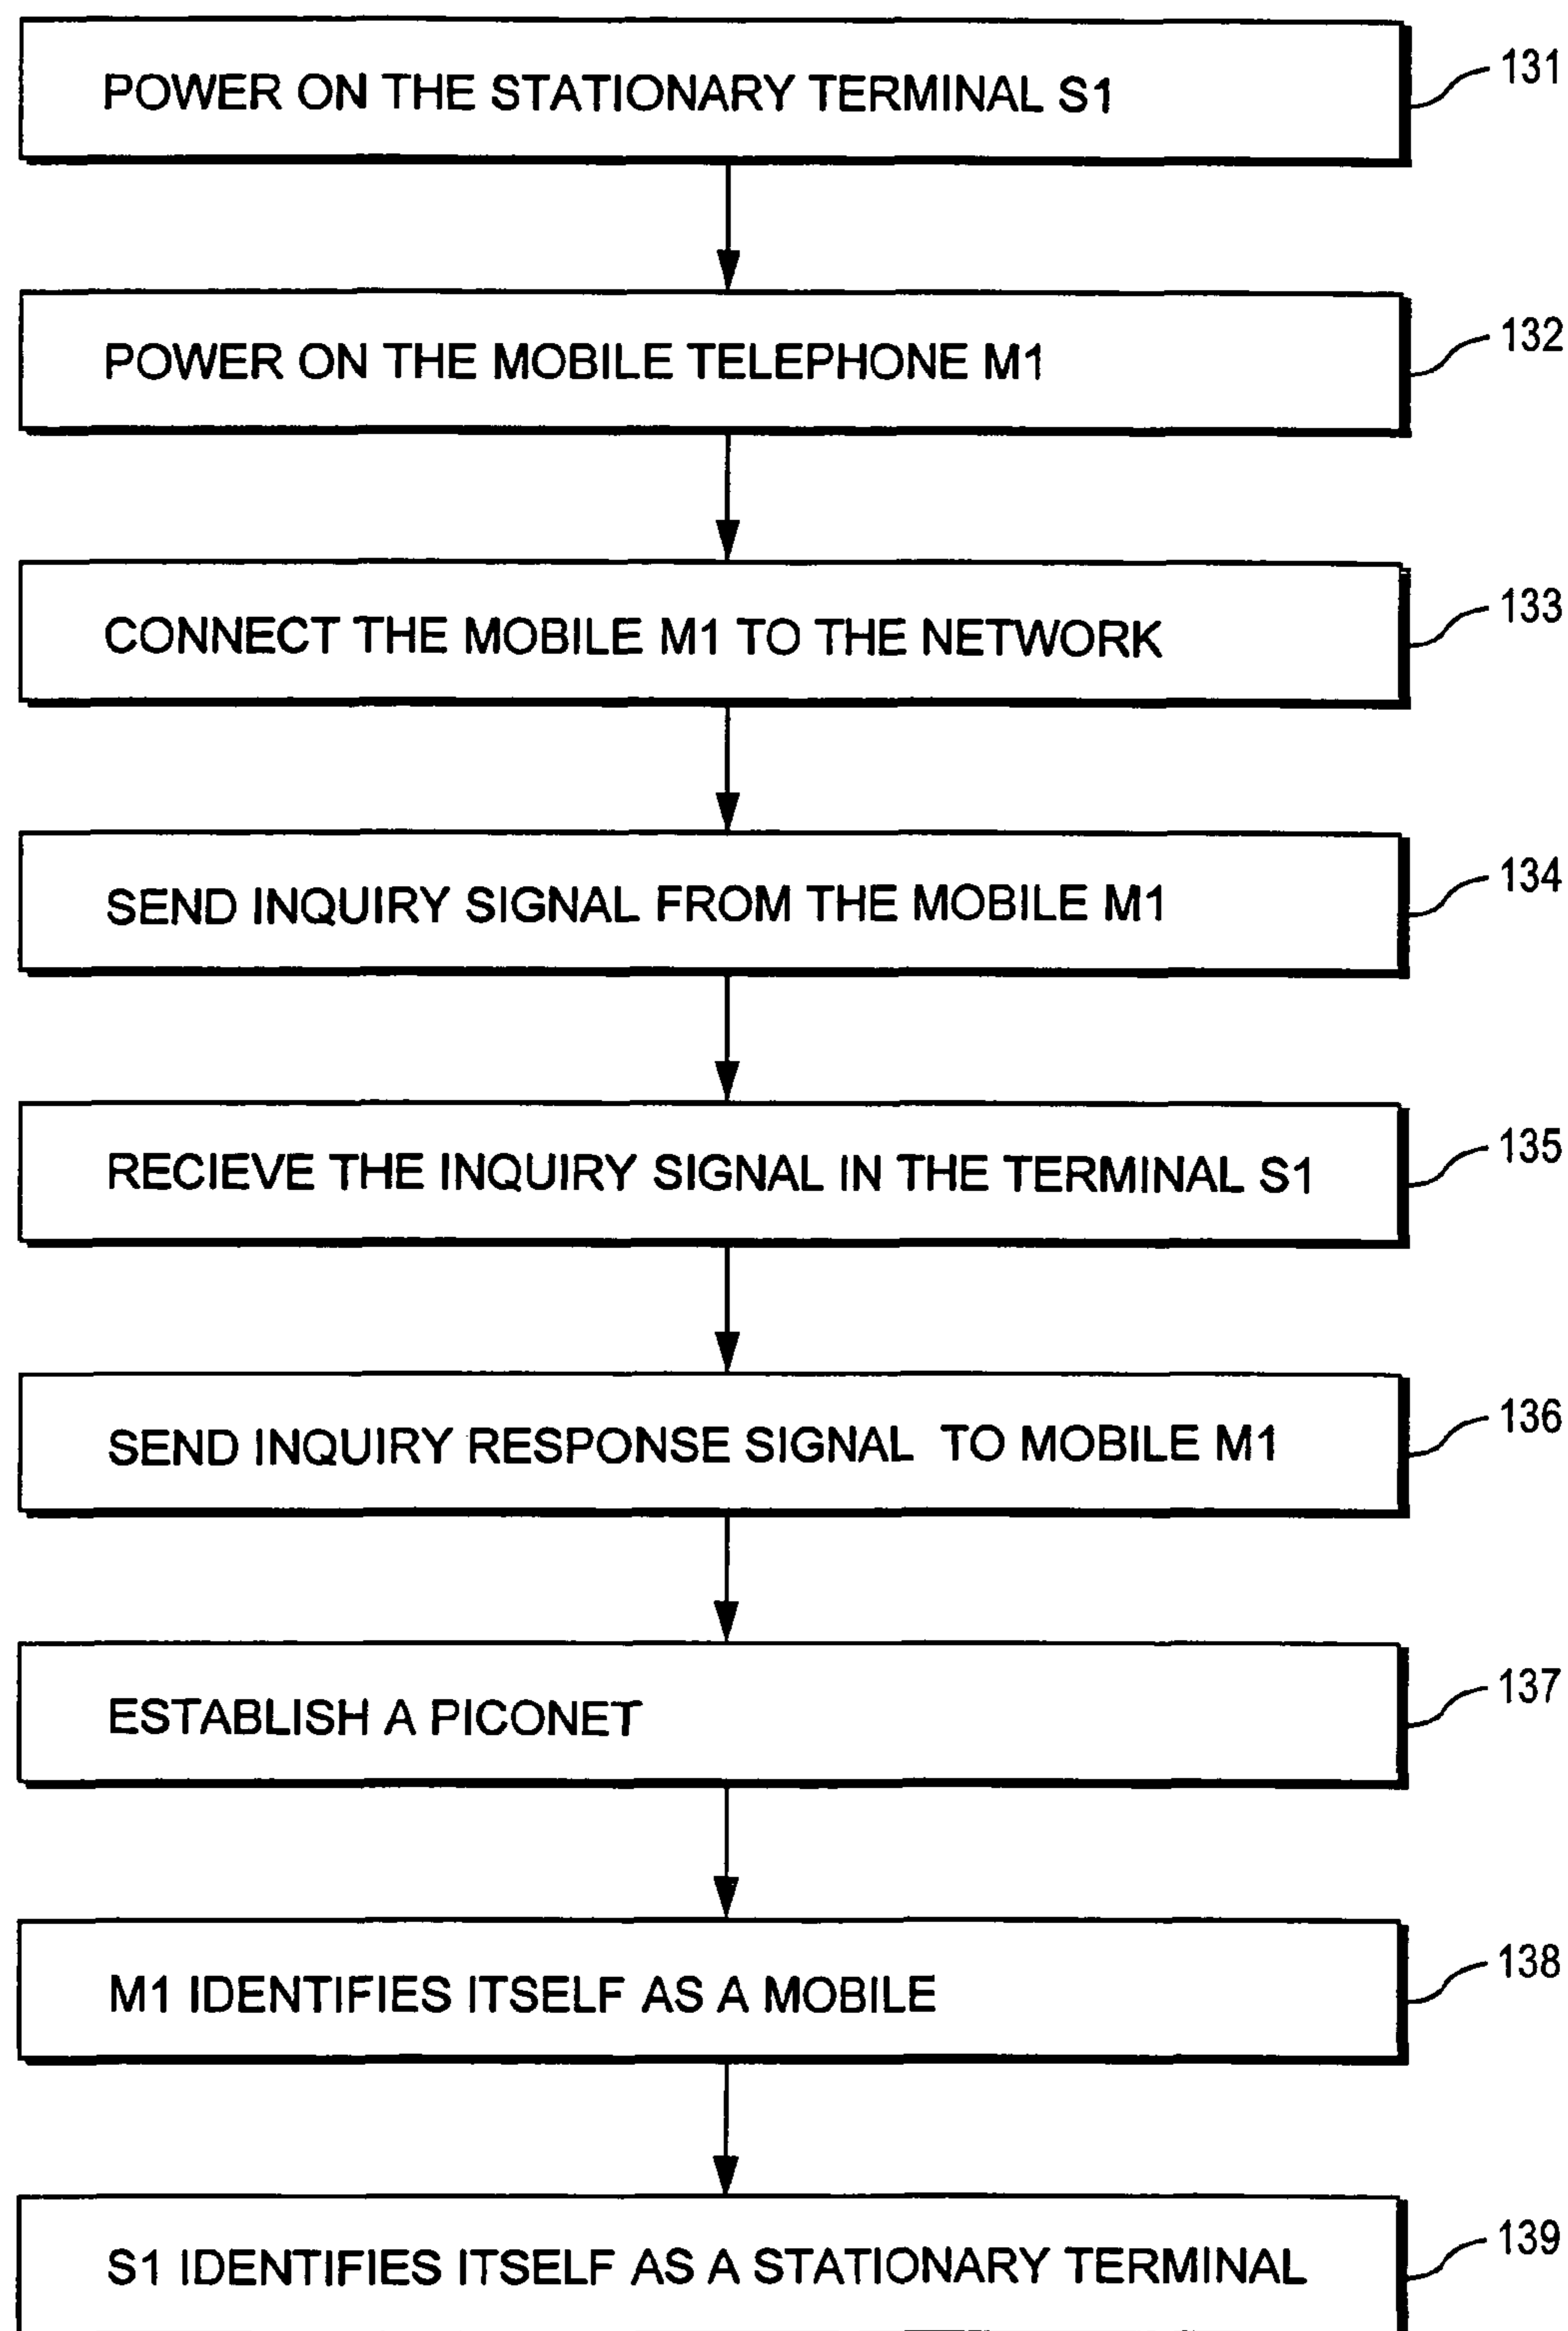 POWER ON THE STATIONARY TERMINAL S1
131
POWER ON THE MOBILE TELEPHONE M1
132
CONNECT THE MOBILE M1 TO THE NETWORK
133
SEND INQUIRY SIGNAL FROM THE MOBILE M1
134
RECIEVE THE INQUIRY SIGNAL IN THE TERMINAL S1
135
SEND INQUIRY RESPONSE SIGNAL TO MOBILE M1
136
ESTABLISH A PICONET
137
M1 IDENTIFIES ITSELF AS A MOBILE
138
S1 IDENTIFIES ITSELF AS A STATIONARY TERMINAL
139